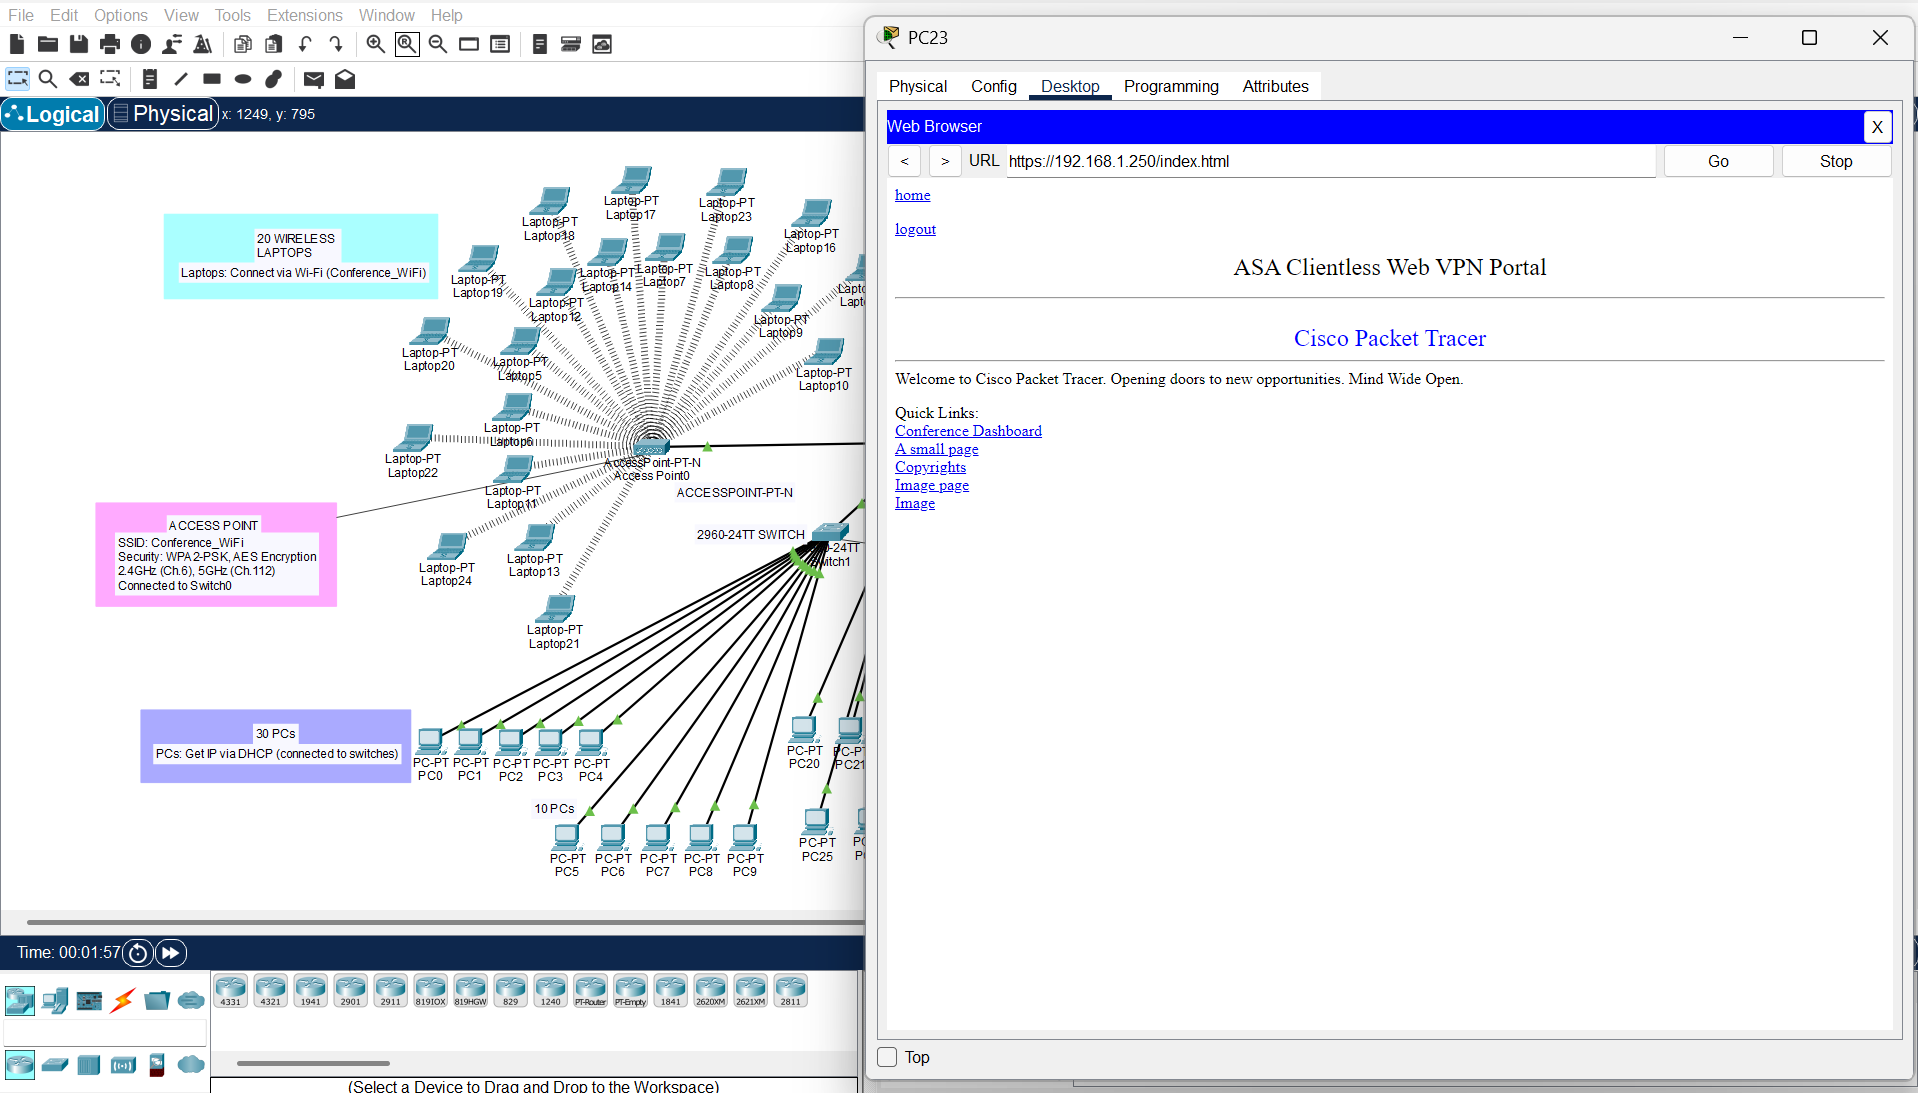 File Edit Options View Tools Extensions Window Help
PC23
Physical Config Desktop Programming Attributes
Logical Physical x: 1249, y: 795
Web Browser X
< > URL https://192.168.1.250/index.html Go Stop
home
logout
ASA Clientless Web VPN Portal
Cisco Packet Tracer
Welcome to Cisco Packet Tracer. Opening doors to new opportunities. Mind Wide Open.
Quick Links:
Conference Dashboard
A small page
Copyrights
Image page
Image
Top
20 WIRELESS
LAPTOPS
Laptops: Connect via Wi-Fi (Conference_WiFi)
Laptop-PT
Laptop17
Laptop-PT
Laptop23
Laptop-PT
Laptop18
Laptop-PT
Laptop16
Laptop-PT
Laptop19
Laptop-PT
Laptop14
Laptop-PT
Laptop7
Laptop-PT
Laptop8
Laptop-PT
Laptop12
Laptop-PT
Laptop9
Laptop-PT
Laptop20
Laptop-PT
Laptop5
Laptop-PT
Laptop10
Laptop-PT
Laptop6
Laptop-PT
Laptop22
Laptop-PT
Laptop11
AccessPoint-PT-N
Access Point0
ACCESSPOINT-PT-N
ACCESS POINT
SSID: Conference_WiFi
Security: WPA2-PSK, AES Encryption
2.4GHz (Ch.6), 5GHz (Ch.112)
Connected to Switch0
2960-24TT SWITCH
Laptop-PT
Laptop24
Laptop-PT
Laptop13
Laptop-PT
Laptop21
30 PCs
PCs: Get IP via DHCP (connected to switches)
PC-PT
PC0
PC-PT
PC1
PC-PT
PC2
PC-PT
PC3
PC-PT
PC4
PC-PT
PC20
PC-PT
PC21
10 PCs
PC-PT
PC5
PC-PT
PC6
PC-PT
PC7
PC-PT
PC8
PC-PT
PC9
PC-PT
PC25
Time: 00:01:57
4331 4321 1941 2901 2911 819IOX 819HGW 829 1240 PT-Router PT-Empty 1841 2620XM 2621XM 2811
(Select a Device to Drag and Drop to the Workspace)